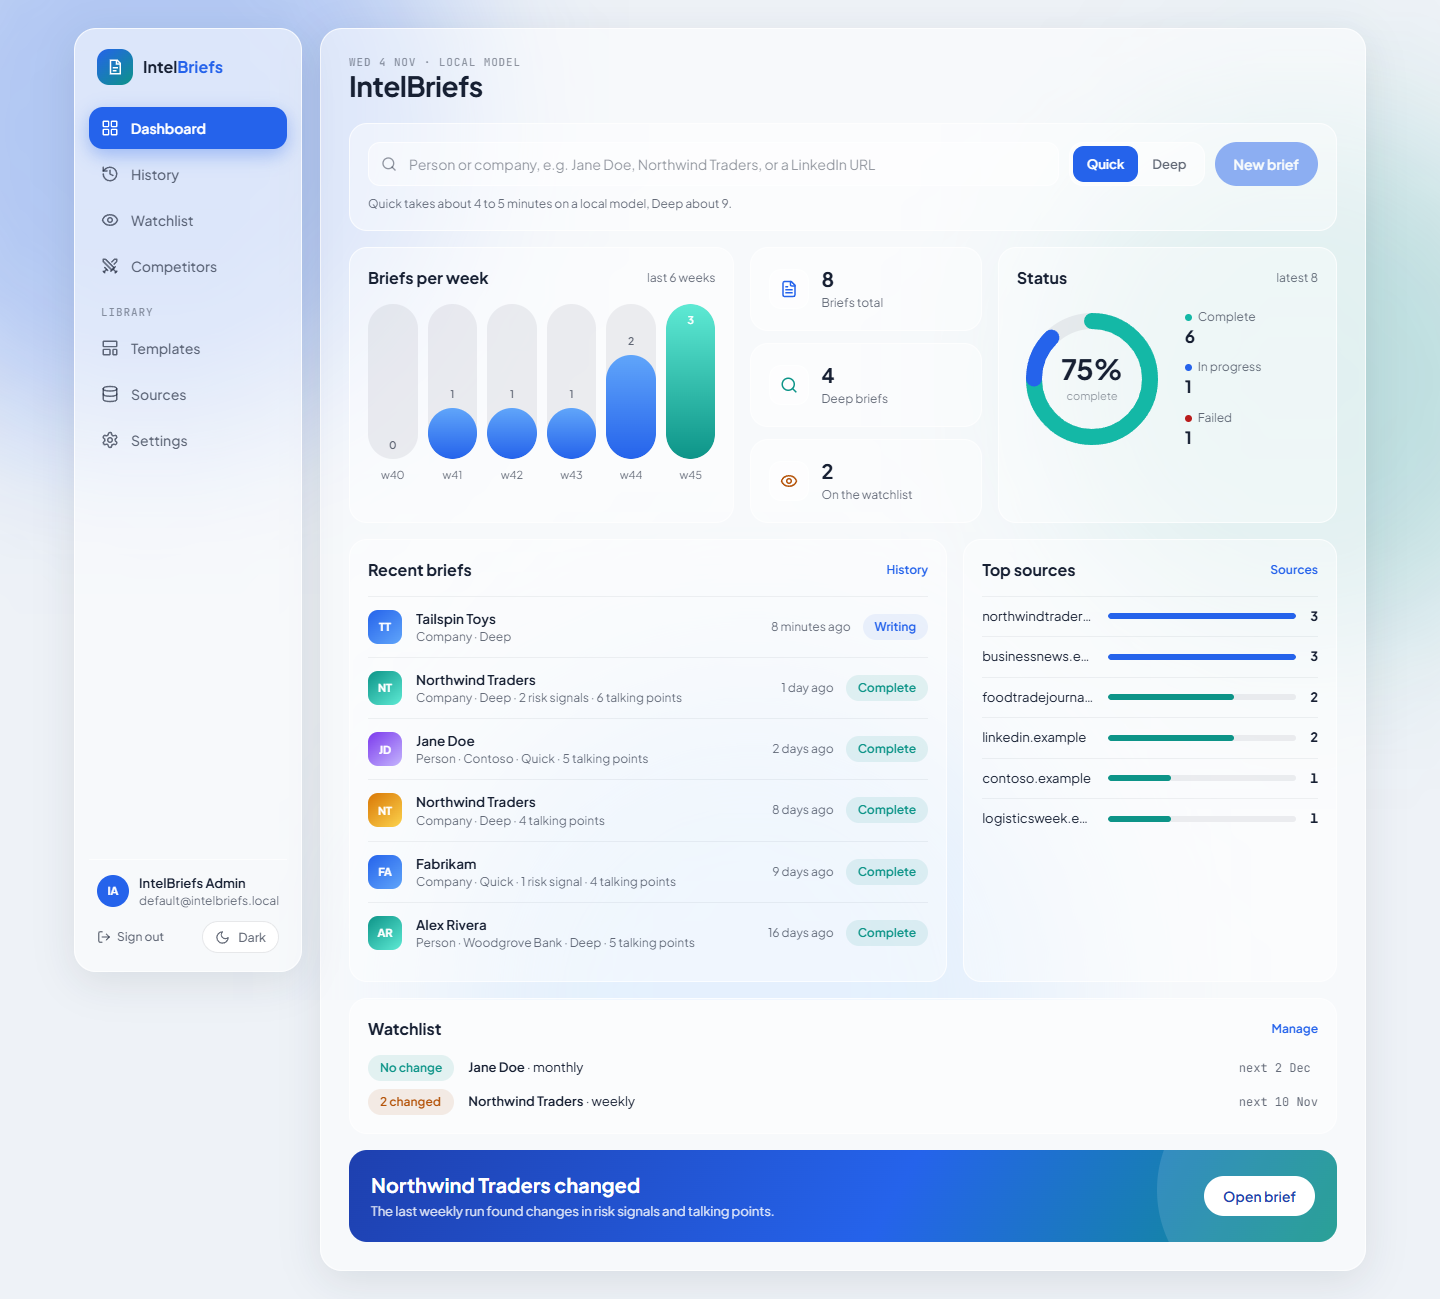 IntelBriefs
Dashboard
History
Watchlist
Competitors
LIBRARY
Templates
Sources
Settings
IA
IntelBriefs Admin
default@intelbriefs.local
Sign out
Dark
WED 4 NOV · LOCAL MODEL
IntelBriefs
Person or company, e.g. Jane Doe, Northwind Traders, or a LinkedIn URL
Quick
Deep
New brief
Quick takes about 4 to 5 minutes on a local model, Deep about 9.
Briefs per week
last 6 weeks
0
1
1
1
2
3
w40
w41
w42
w43
w44
w45
8
Briefs total
4
Deep briefs
2
On the watchlist
Status
latest 8
75%
complete
Complete
6
In progress
1
Failed
1
Recent briefs
History
TT
Tailspin Toys
Company · Deep
8 minutes ago
Writing
NT
Northwind Traders
Company · Deep · 2 risk signals · 6 talking points
1 day ago
Complete
JD
Jane Doe
Person · Contoso · Quick · 5 talking points
2 days ago
Complete
NT
Northwind Traders
Company · Deep · 4 talking points
8 days ago
Complete
FA
Fabrikam
Company · Quick · 1 risk signal · 4 talking points
9 days ago
Complete
AR
Alex Rivera
Person · Woodgrove Bank · Deep · 5 talking points
16 days ago
Complete
Top sources
Sources
northwindtrader... 3
businessnews.e... 3
foodtradejourna... 2
linkedin.example 2
contoso.example 1
logisticsweek.e... 1
Watchlist
Manage
No change
Jane Doe · monthly
next 2 Dec
2 changed
Northwind Traders · weekly
next 10 Nov
Northwind Traders changed
The last weekly run found changes in risk signals and talking points.
Open brief